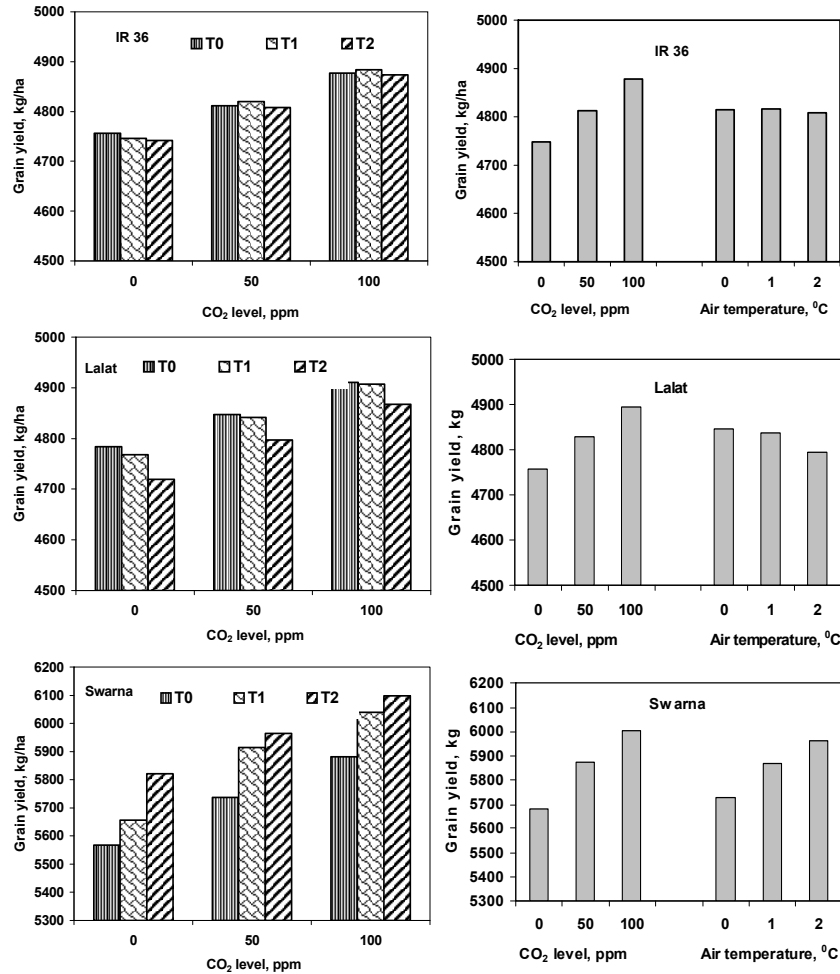 IR 36
T0 T1 T2
Grain yield, kg/ha
5000
4900
4800
4700
4600
4500
0 50 100
CO2 level, ppm
IR 36
Grain yield, kg/ha
5000
4900
4800
4700
4600
4500
0 50 100 0 1 2
CO2 level, ppm Air temperature, 0C
Lalat T0 T1 T2
Grain yield, kg/ha
5000
4900
4800
4700
4600
4500
0 50 100
CO2 level, ppm
Lalat
Grain yield, kg
5000
4900
4800
4700
4600
4500
0 50 100 0 1 2
CO2 level, ppm Air temperature, 0C
Swarna T0 T1 T2
Grain yield, kg/ha
6200
6100
6000
5900
5800
5700
5600
5500
5400
5300
0 50 100
CO2 level, ppm
Swarna
Grain yield, kg
6200
6100
6000
5900
5800
5700
5600
5500
5400
5300
0 50 100 0 1 2
CO2 level, ppm Air temperature, 0C